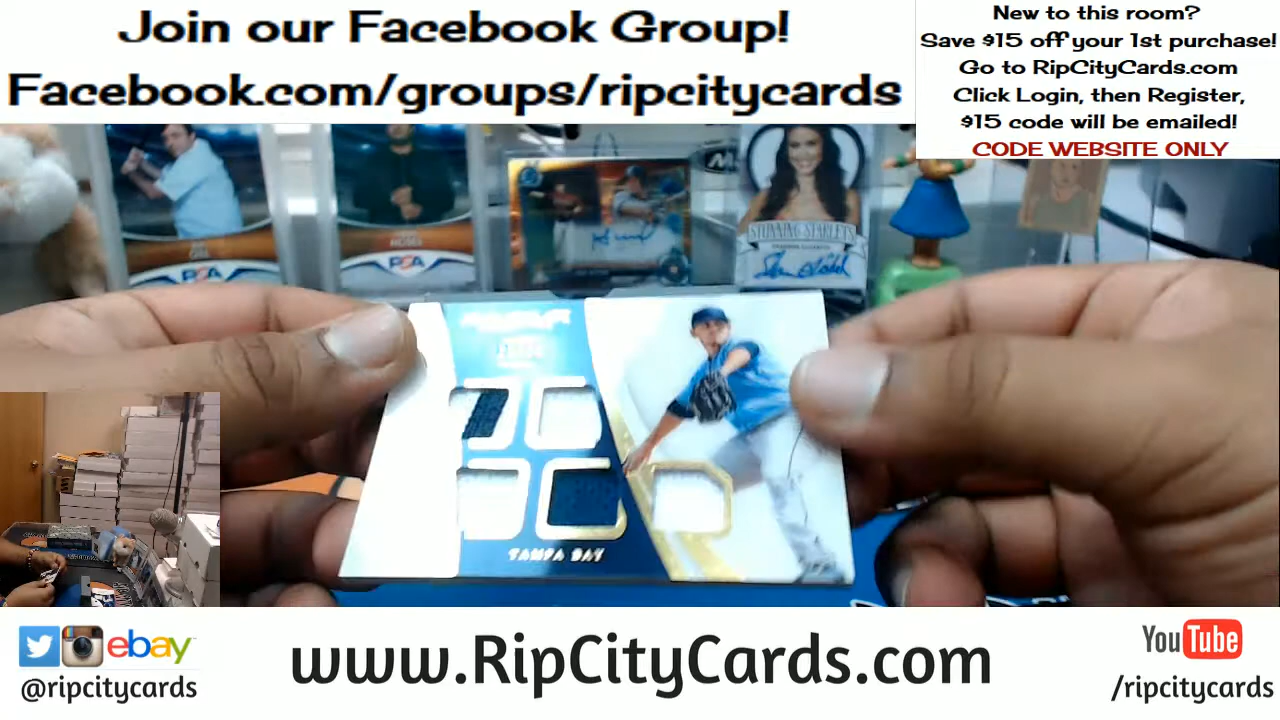 Join our Facebook Group!
Facebook.com/groups/ripcitycards
New to this room?
Save $15 off your 1st purchase!
Go to RipCityCards.com
Click Login, then Register,
$15 code will be emailed!
CODE WEBSITE ONLY
PSA
PSA
STUNNING STARLETS
TAMPA BAY
ebay
@ripcitycards
www.RipCityCards.com
YouTube
/ripcitycards